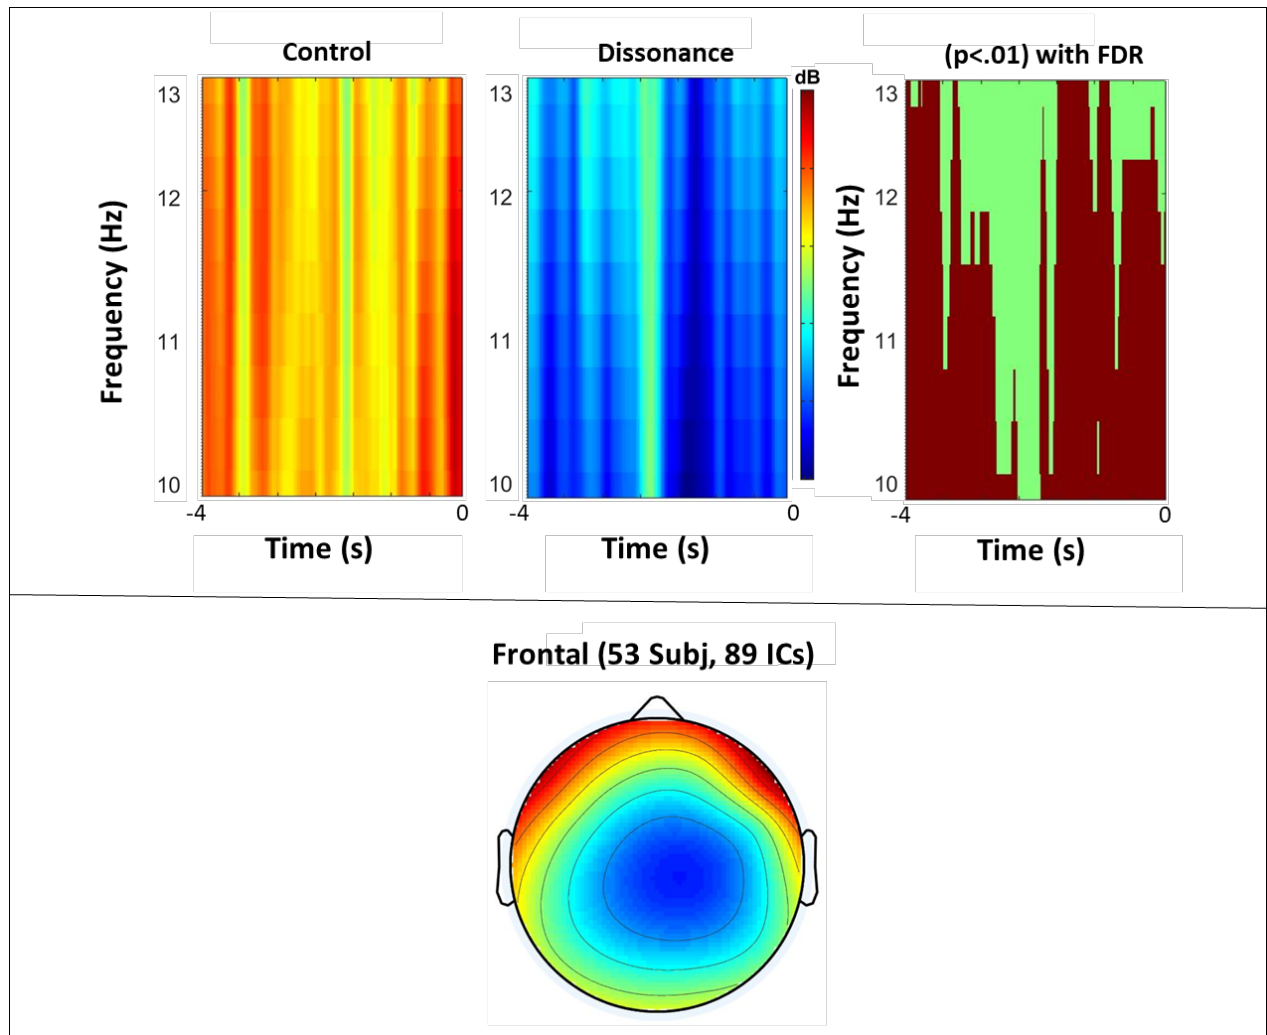 Control
Dissonance
(p<.01) with FDR
dB
Frequency (Hz)
13
12
11
10
-4
0
Time (s)
13
12
11
10
-4
0
Time (s)
Frequency (Hz)
13
12
11
10
-4
0
Time (s)
Frontal (53 Subj, 89 ICs)